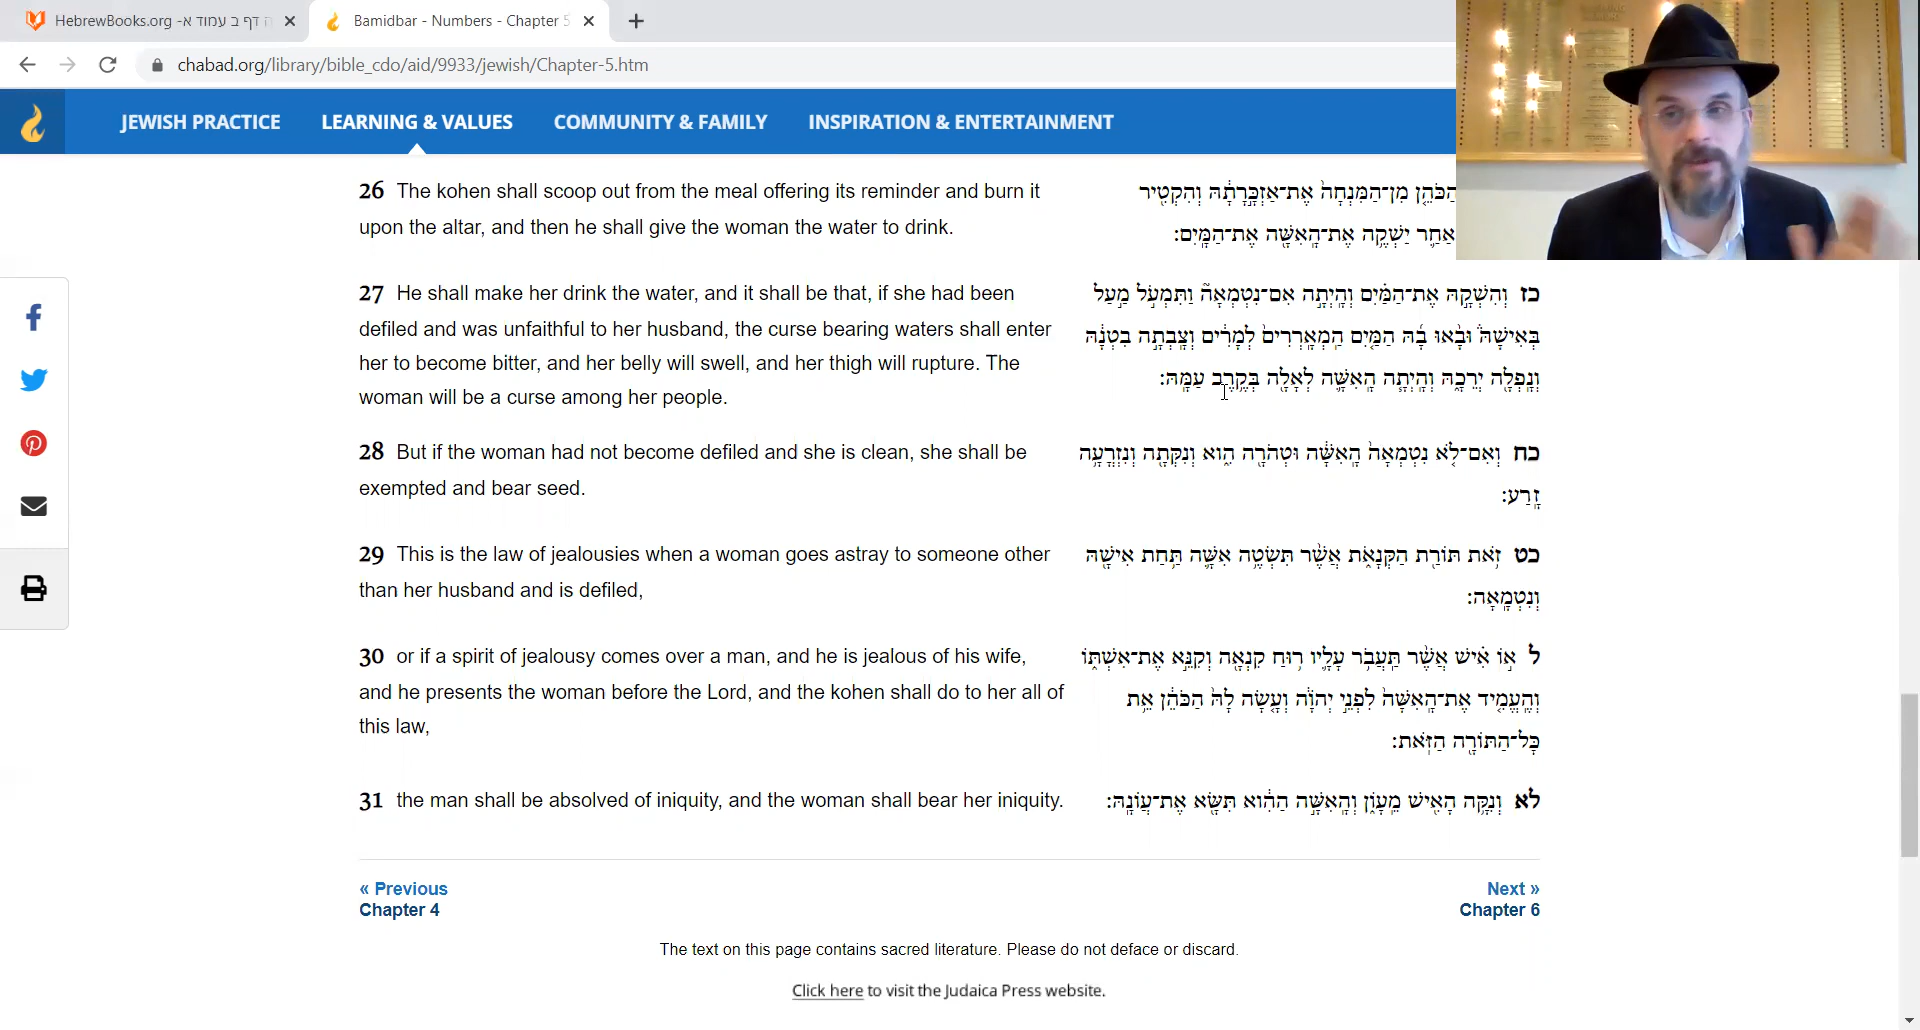 HebrewBooks.org -ה דף ב עמוד א
Bamidbar - Numbers - Chapter 5
chabad.org/library/bible_cdo/aid/9933/jewish/Chapter-5.htm
JEWISH PRACTICE LEARNING & VALUES COMMUNITY & FAMILY INSPIRATION & ENTERTAINMENT
26 The kohen shall scoop out from the meal offering its reminder and burn it
upon the altar, and then he shall give the woman the water to drink.
הַכֹּהֵ֤ן מִן־הַמִּנְחָה֙ אֶת־אַזְכָּ֣רָתָ֔הּ וְהִקְטִ֖יר
אַחַ֛ר יַשְׁקֶ֥ה אֶת־הָֽאִשָּׁ֖ה אֶת־הַמָּֽיִם:
27 He shall make her drink the water, and it shall be that, if she had been
defiled and was unfaithful to her husband, the curse bearing waters shall enter
her to become bitter, and her belly will swell, and her thigh will rupture. The
woman will be a curse among her people.
כז וְהִשְׁקָ֣הּ אֶת־הַמַּ֗יִם וְהָֽיְתָ֣ה אִם־נִטְמְאָה֘ וַתִּמְעֹ֣ל מַ֣עַל
בְּאִישָׁהּ֒ וּבָ֨אוּ בָ֜הּ הַמַּ֤יִם הַֽמְאָֽרְרִים֙ לְמָרִ֔ים וְצָֽבְתָ֣ה בִטְנָ֔הּ
וְנָֽפְלָ֖ה יְרֵכָ֑הּ וְהָֽיְתָ֧ה הָֽאִשָּׁ֛ה לְאָלָ֖ה בְּקֶ֥רֶב עַמָּֽהּ:
28 But if the woman had not become defiled and she is clean, she shall be
exempted and bear seed.
כח וְאִם־לֹ֤א נִטְמְאָה֙ הָֽאִשָּׁ֔ה וּטְהֹרָ֖ה הִ֑וא וְנִקְּתָ֖ה וְנִזְרְעָ֥ה
זָֽרַע:
29 This is the law of jealousies when a woman goes astray to someone other
than her husband and is defiled,
כט זֹ֥את תּוֹרַ֖ת הַקְּנָאֹ֑ת אֲשֶׁ֨ר תִּשְׂטֶ֥ה אִשָּׁ֛ה תַּ֥חַת אִישָׁ֖הּ
וְנִטְמָֽאָה:
30 or if a spirit of jealousy comes over a man, and he is jealous of his wife,
and he presents the woman before the Lord, and the kohen shall do to her all of
this law,
ל א֣וֹ אִ֗ישׁ אֲשֶׁ֨ר תַּֽעֲבֹ֥ר עָלָ֛יו ר֥וּחַ קִנְאָ֖ה וְקִנֵּ֣א אֶת־אִשְׁתּ֑וֹ
וְהֶֽעֱמִ֤יד אֶת־הָֽאִשָּׁה֙ לִפְנֵ֣י יְהֹוָ֔ה וְעָ֤שָׂה לָהּ֙ הַכֹּהֵ֔ן אֵ֥ת
כָּל־הַתּוֹרָ֖ה הַזֹּֽאת:
31 the man shall be absolved of iniquity, and the woman shall bear her iniquity.
לא וְנִקָּ֥ה הָאִ֖ישׁ מֵֽעָוֹ֑ן וְהָֽאִשָּׁ֣ה הַהִ֔וא תִּשָּׂ֖א אֶת־עֲוֹנָֽהּ:
« Previous
Chapter 4
Next »
Chapter 6
The text on this page contains sacred literature. Please do not deface or discard.
Click here to visit the Judaica Press website.